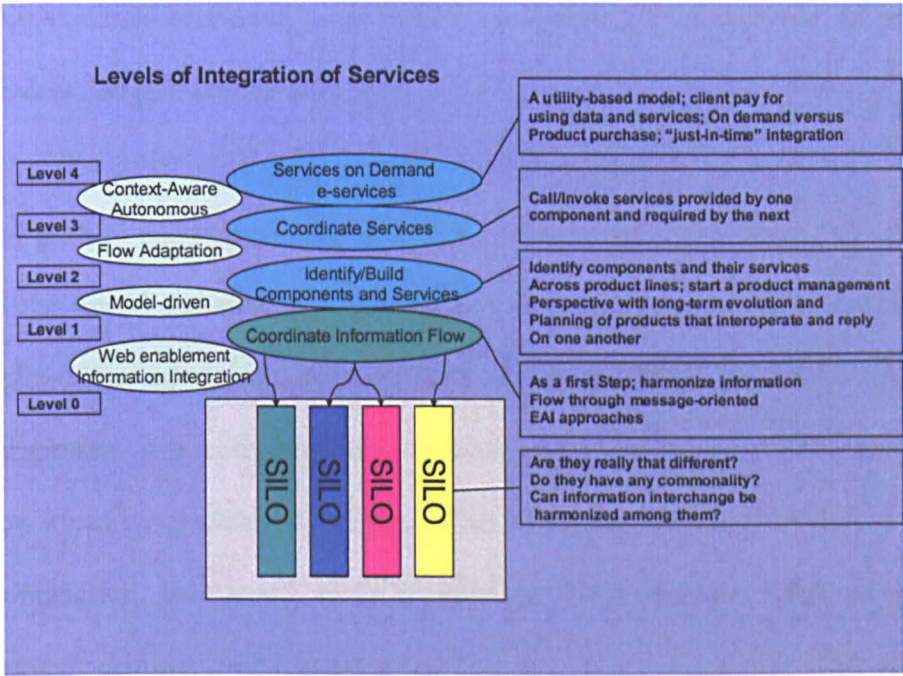 Levels of Integration of Services
A utility-based model; client pay for
using data and services; On demand versus
Product purchase; “just-in-time” integration
Level 4
Services on Demand
e-services
Context-Aware
Autonomous
Call/Invoke services provided by one
component and required by the next
Level 3
Coordinate Services
Flow Adaptation
Level 2
Identify/Build
Components and Services
Identify components and their services
Across product lines; start a product management
Perspective with long-term evolution and
Planning of products that interoperate and reply
On one another
Model-driven
Level 1
Coordinate Information Flow
Web enablement
Information Integration
Level 0
As a first Step; harmonize information
Flow through message-oriented
EAI approaches
SILO
SILO
SILO
SILO
Are they really that different?
Do they have any commonality?
Can information interchange be
harmonized among them?